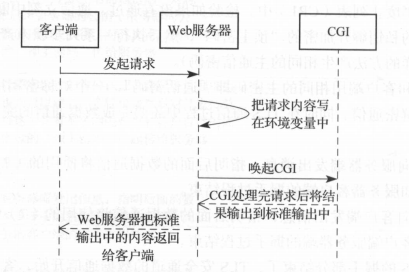 客户端
Web服务器
CGI
发起请求
把请求内容写
在环境变量中
唤起CGI
CGI处理完请求后将结
果输出到标准输出中
Web服务器把标准
输出中的内容返回
给客户端